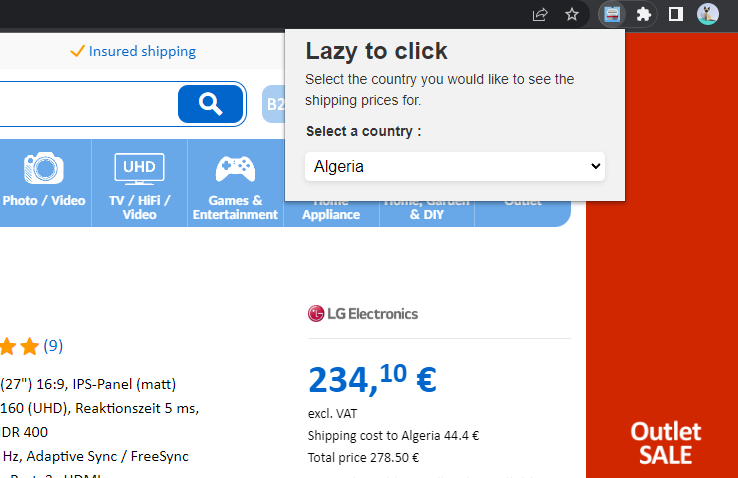 Insured shipping
Lazy to click
Select the country you would like to see the
shipping prices for.
Select a country :
Algeria
B2
UHD
Photo / Video
TV / HiFi /
Video
Games &
Entertainment
Home
Appliance
Home, Garden
& DIY
Outlet
LG Electronics
(9)
234,10 €
excl. VAT
Shipping cost to Algeria 44.4 €
Total price 278.50 €
(27") 16:9, IPS-Panel (matt)
160 (UHD), Reaktionszeit 5 ms,
DR 400
Hz, Adaptive Sync / FreeSync
Outlet
SALE